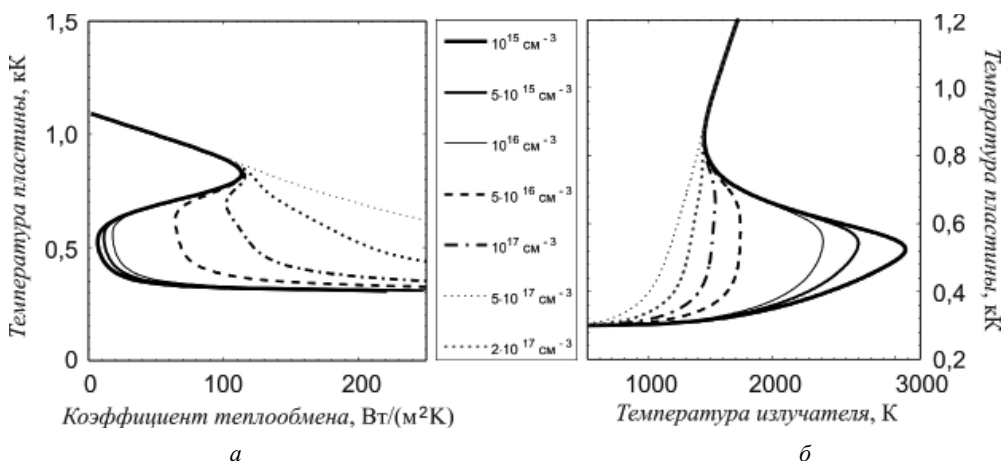 1,5
1,0
0,5
0
Температура пластины, кК
0
100
200
Коэффициент теплообмена, Вт/(м²K)
а
10¹⁵ см⁻³
5·10¹⁵ см⁻³
10¹⁶ см⁻³
5·10¹⁶ см⁻³
10¹⁷ см⁻³
5·10¹⁷ см⁻³
2·10¹⁷ см⁻³
1,2
1,0
0,8
0,6
0,4
0,2
Температура пластины, кК
1000
2000
3000
Температура излучателя, К
б